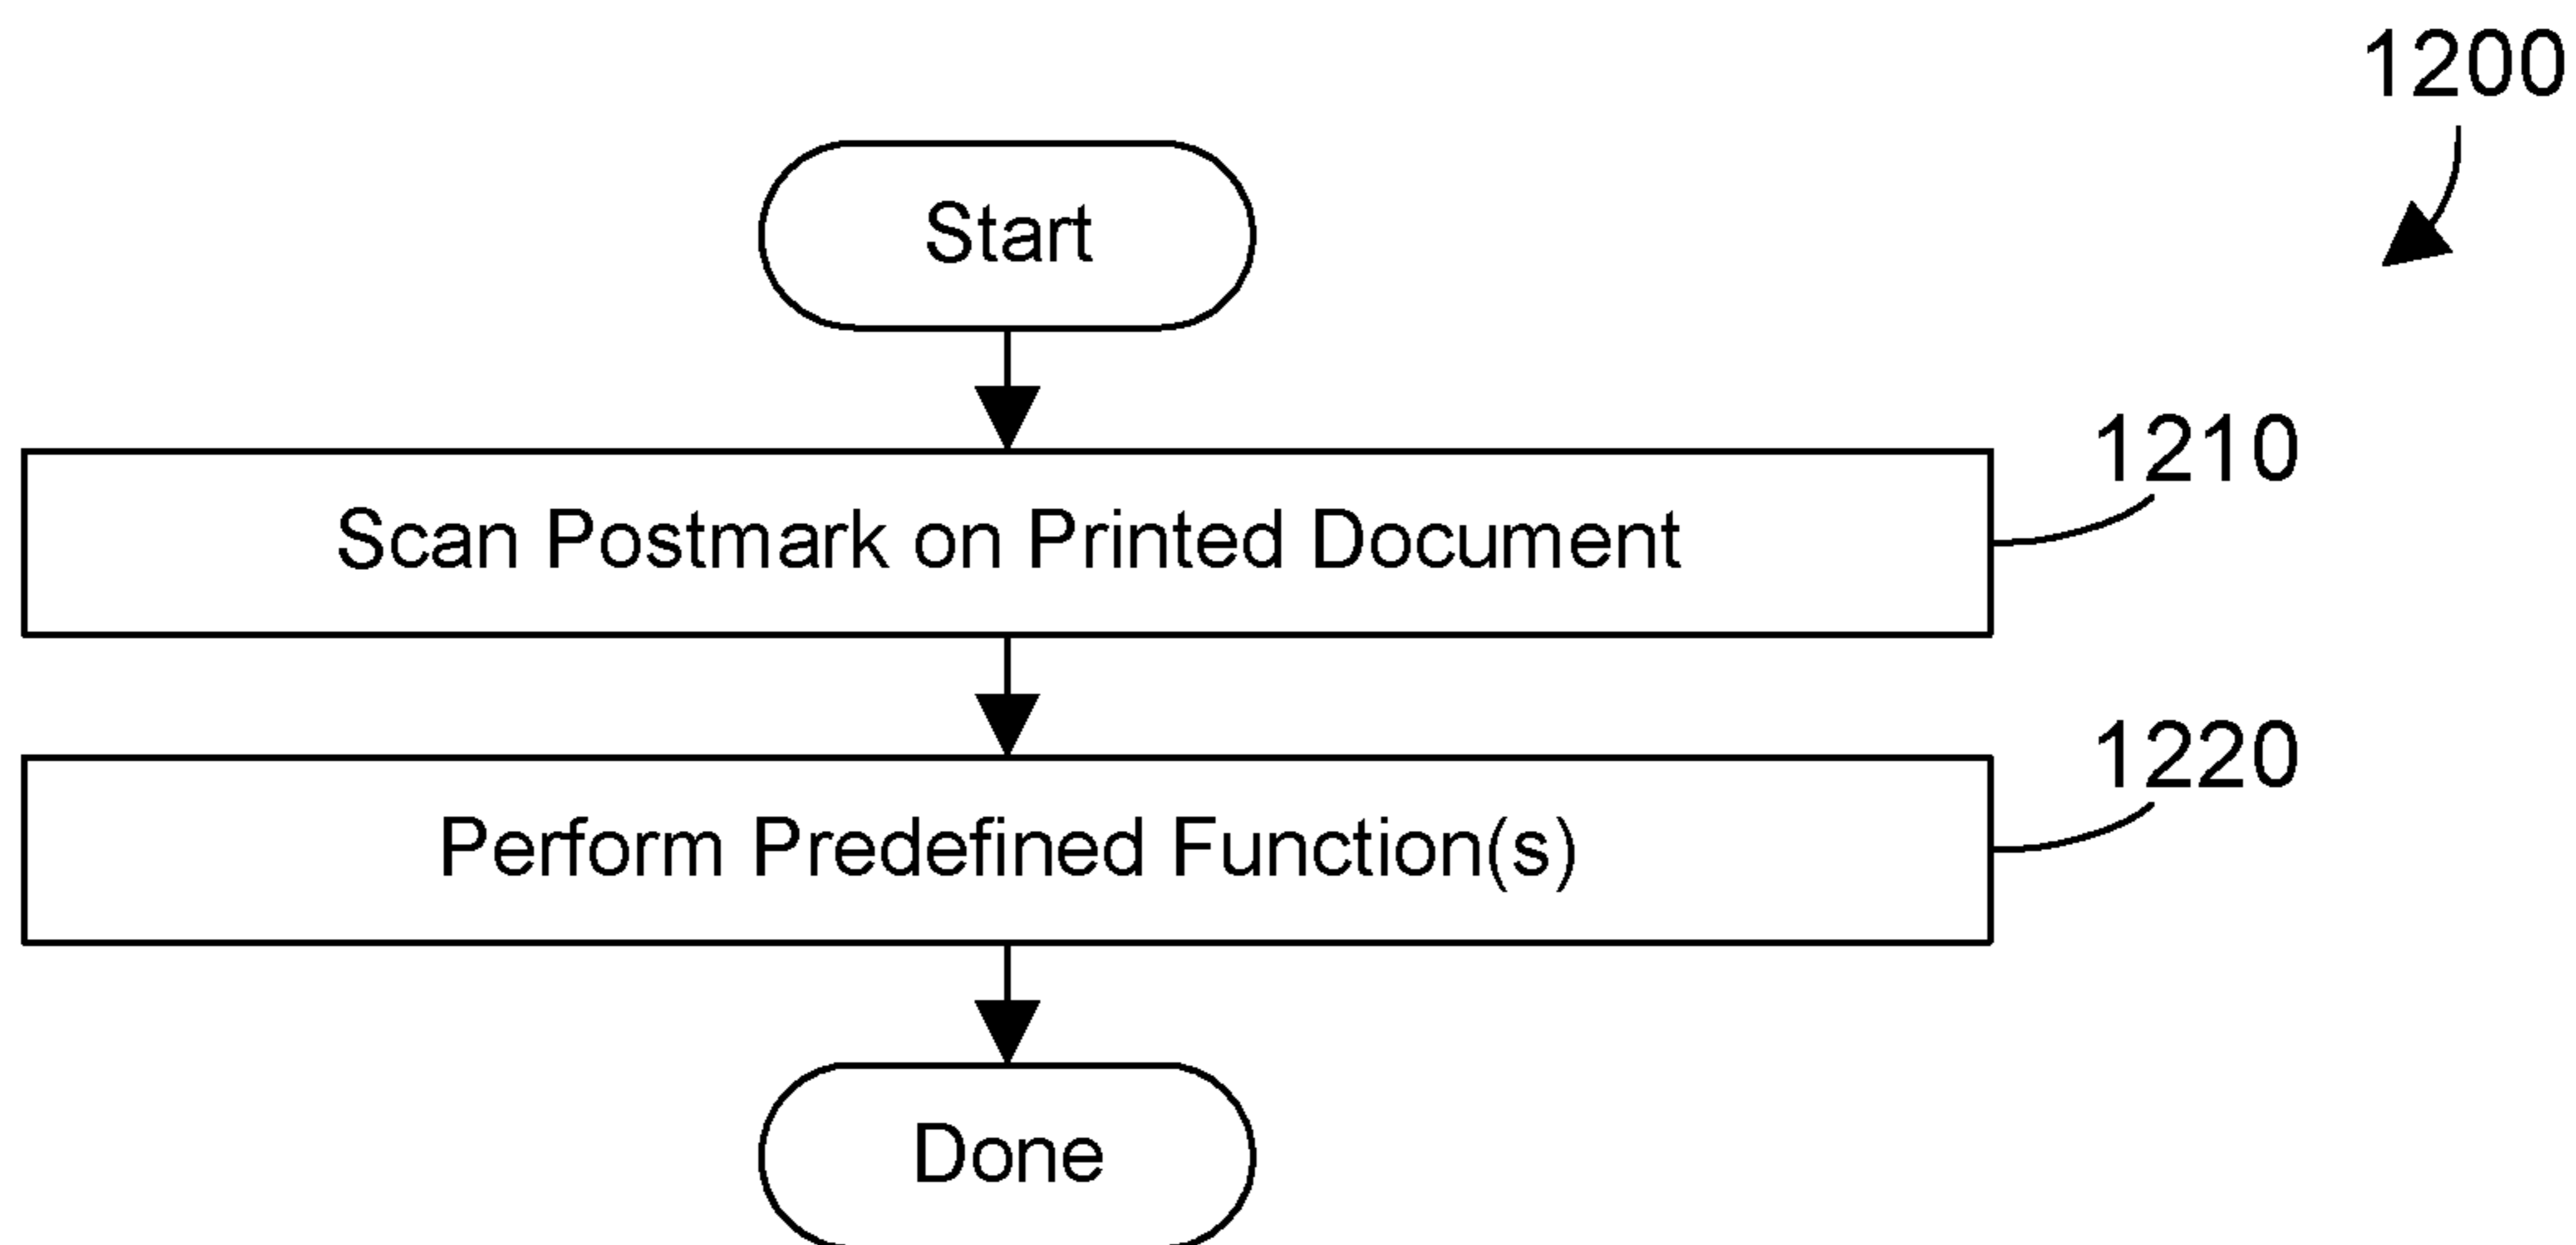 1200
Start
1210
Scan Postmark on Printed Document
1220
Perform Predefined Function(s)
Done